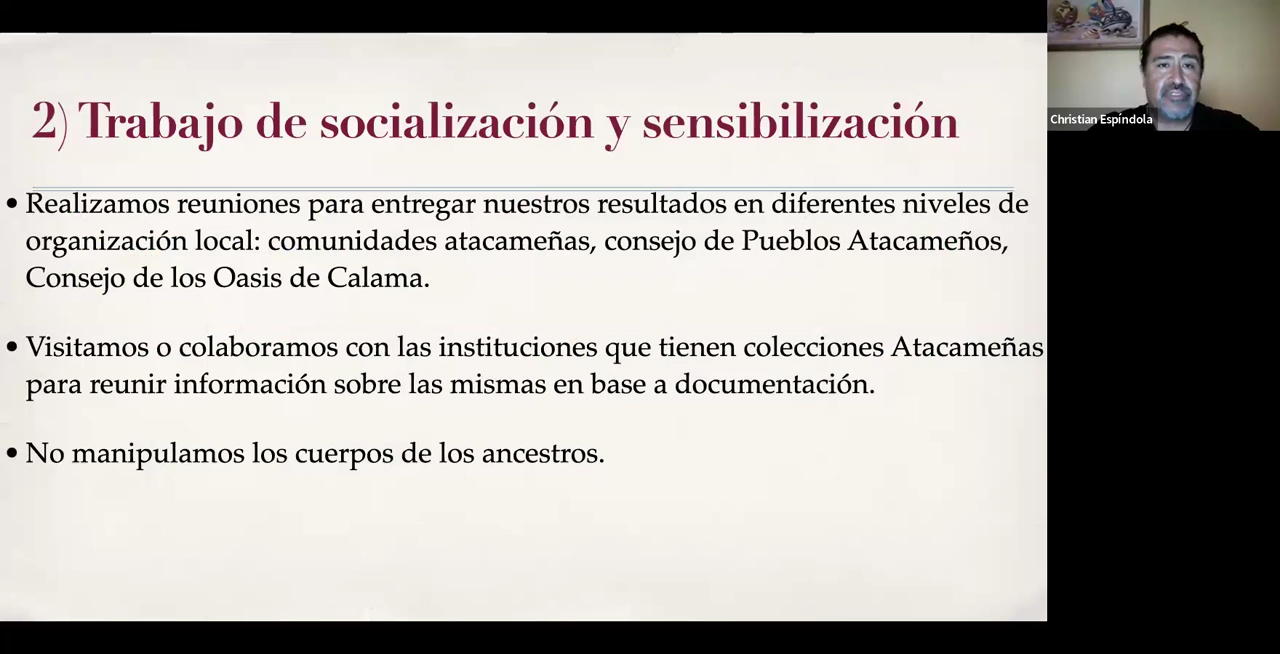 2) Trabajo de socialización y sensibilización
• Realizamos reuniones para entregar nuestros resultados en diferentes niveles de
organización local: comunidades atacameñas, consejo de Pueblos Atacameños,
Consejo de los Oasis de Calama.
• Visitamos o colaboramos con las instituciones que tienen colecciones Atacameñas
para reunir información sobre las mismas en base a documentación.
• No manipulamos los cuerpos de los ancestros.
Christian Espíndola